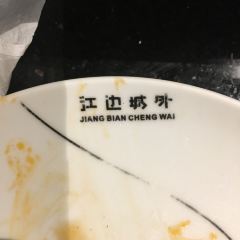 江边城外
JIANG BIAN CHENG WAI